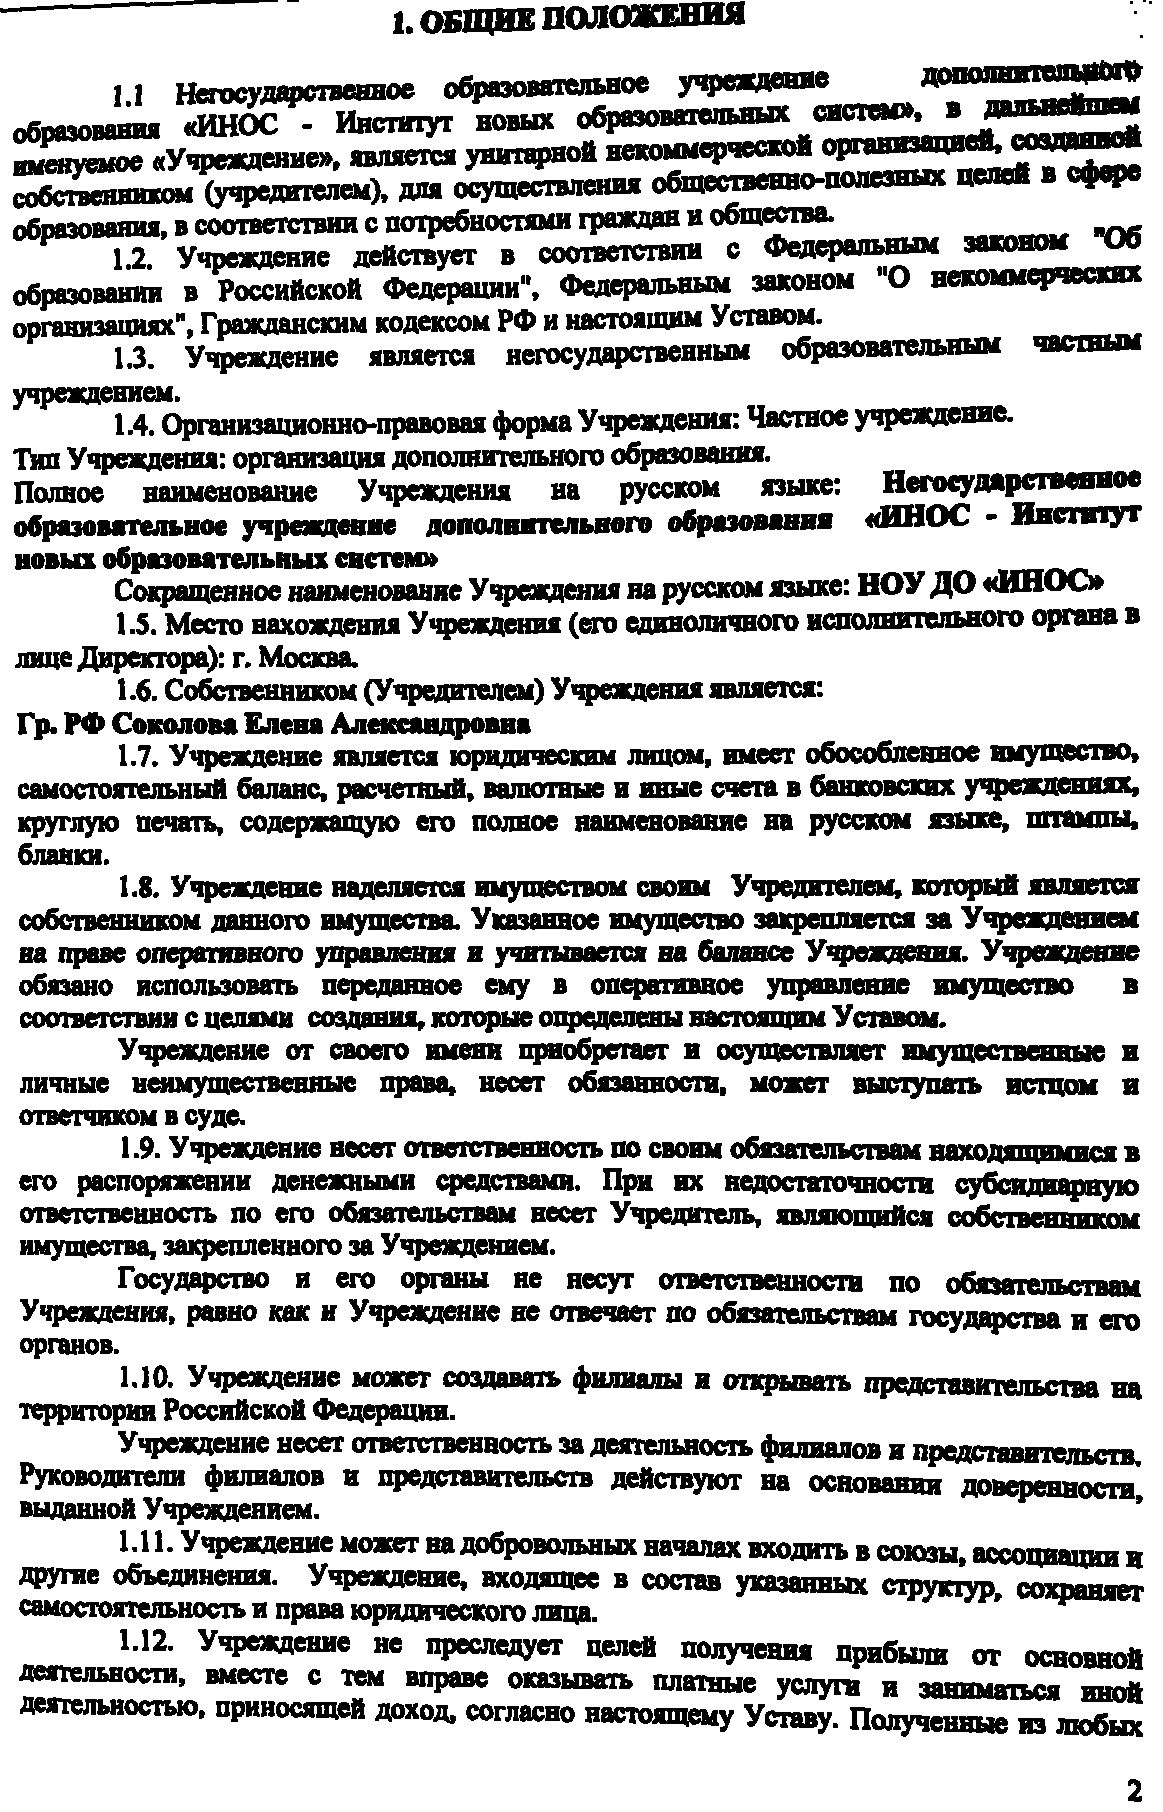 1. ОБЩИЕ ПОЛОЖЕНИЯ
1.1 Негосударственное образовательное учреждение дополнительного
образования «ИНОС - Институт новых образовательных систем», в дальнейшем
именуемое «Учреждение», является унитарной некоммерческой организацией, созданной
собственником (учредителем), для осуществления общественно-полезных целей в сфере
образования, в соответствии с потребностями граждан и общества.
1.2. Учреждение действует в соответствии с Федеральным законом "Об
образовании в Российской Федерации", Федеральным законом "О некоммерческих
организациях", Гражданским кодексом РФ и настоящим Уставом.
1.3. Учреждение является негосударственным образовательным частным
учреждением.
1.4. Организационно-правовая форма Учреждения: Частное учреждение.
Тип Учреждения: организация дополнительного образования.
Полное наименование Учреждения на русском языке: Негосударственное
образовательное учреждение дополнительного образования «ИНОС - Институт
новых образовательных систем»
Сокращенное наименование Учреждения на русском языке: НОУ ДО «ИНОС»
1.5. Место нахождения Учреждения (его единоличного исполнительного органа в
лице Директора): г. Москва.
1.6. Собственником (Учредителем) Учреждения является:
Гр. РФ Соколова Елена Александровна
1.7. Учреждение является юридическим лицом, имеет обособленное имущество,
самостоятельный баланс, расчетный, валютные и иные счета в банковских учреждениях,
круглую печать, содержащую его полное наименование на русском языке, штампы,
бланки.
1.8. Учреждение наделяется имуществом своим Учредителем, который является
собственником данного имущества. Указанное имущество закрепляется за Учреждением
на праве оперативного управления и учитывается на балансе Учреждения. Учреждение
обязано использовать переданное ему в оперативное управление имущество в
соответствии с целями создания, которые определены настоящим Уставом.
Учреждение от своего имени приобретает и осуществляет имущественные и
личные неимущественные права, несет обязанности, может выступать истцом и
ответчиком в суде.
1.9. Учреждение несет ответственность по своим обязательствам находящимися в
его распоряжении денежными средствами. При их недостаточности субсидиарную
ответственность по его обязательствам несет Учредитель, являющийся собственником
имущества, закрепленного за Учреждением.
Государство и его органы не несут ответственности по обязательствам
Учреждения, равно как и Учреждение не отвечает по обязательствам государства и его
органов.
1.10. Учреждение может создавать филиалы и открывать представительства на
территории Российской Федерации.
Учреждение несет ответственность за деятельность филиалов и представительств.
Руководители филиалов и представительств действуют на основании доверенности,
выданной Учреждением.
1.11. Учреждение может на добровольных началах входить в союзы, ассоциации и
другие объединения. Учреждение, входящее в состав указанных структур, сохраняет
самостоятельность и права юридического лица.
1.12. Учреждение не преследует целей получения прибыли от основной
деятельности, вместе с тем вправе оказывать платные услуги и заниматься иной
деятельностью, приносящей доход, согласно настоящему Уставу. Полученные из любых
2